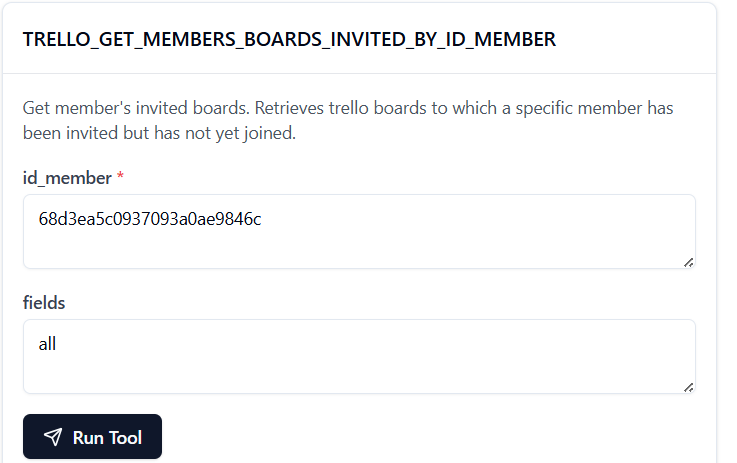 TRELLO_GET_MEMBERS_BOARDS_INVITED_BY_ID_MEMBER
Get member's invited boards. Retrieves trello boards to which a specific member has
been invited but has not yet joined.
id_member *
68d3ea5c0937093a0ae9846c
fields
all
Run Tool